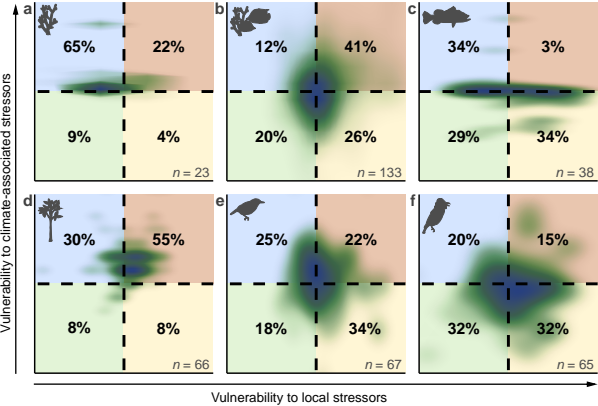 a
65%
22%
9%
4%
n = 23
b
12%
41%
20%
26%
n = 133
c
34%
3%
29%
34%
n = 38
d
30%
55%
8%
8%
n = 66
e
25%
22%
18%
34%
n = 67
f
20%
15%
32%
32%
n = 65
Vulnerability to climate-associated stressors
Vulnerability to local stressors